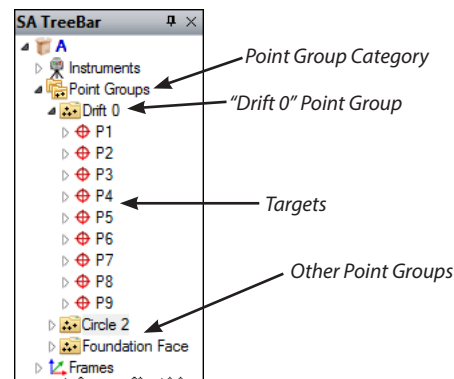 SA TreeBar
A
Instruments
Point Groups
Drift 0
P1
P2
P3
P4
P5
P6
P7
P8
P9
Circle 2
Foundation Face
Frames
Point Group Category
“Drift 0” Point Group
Targets
Other Point Groups